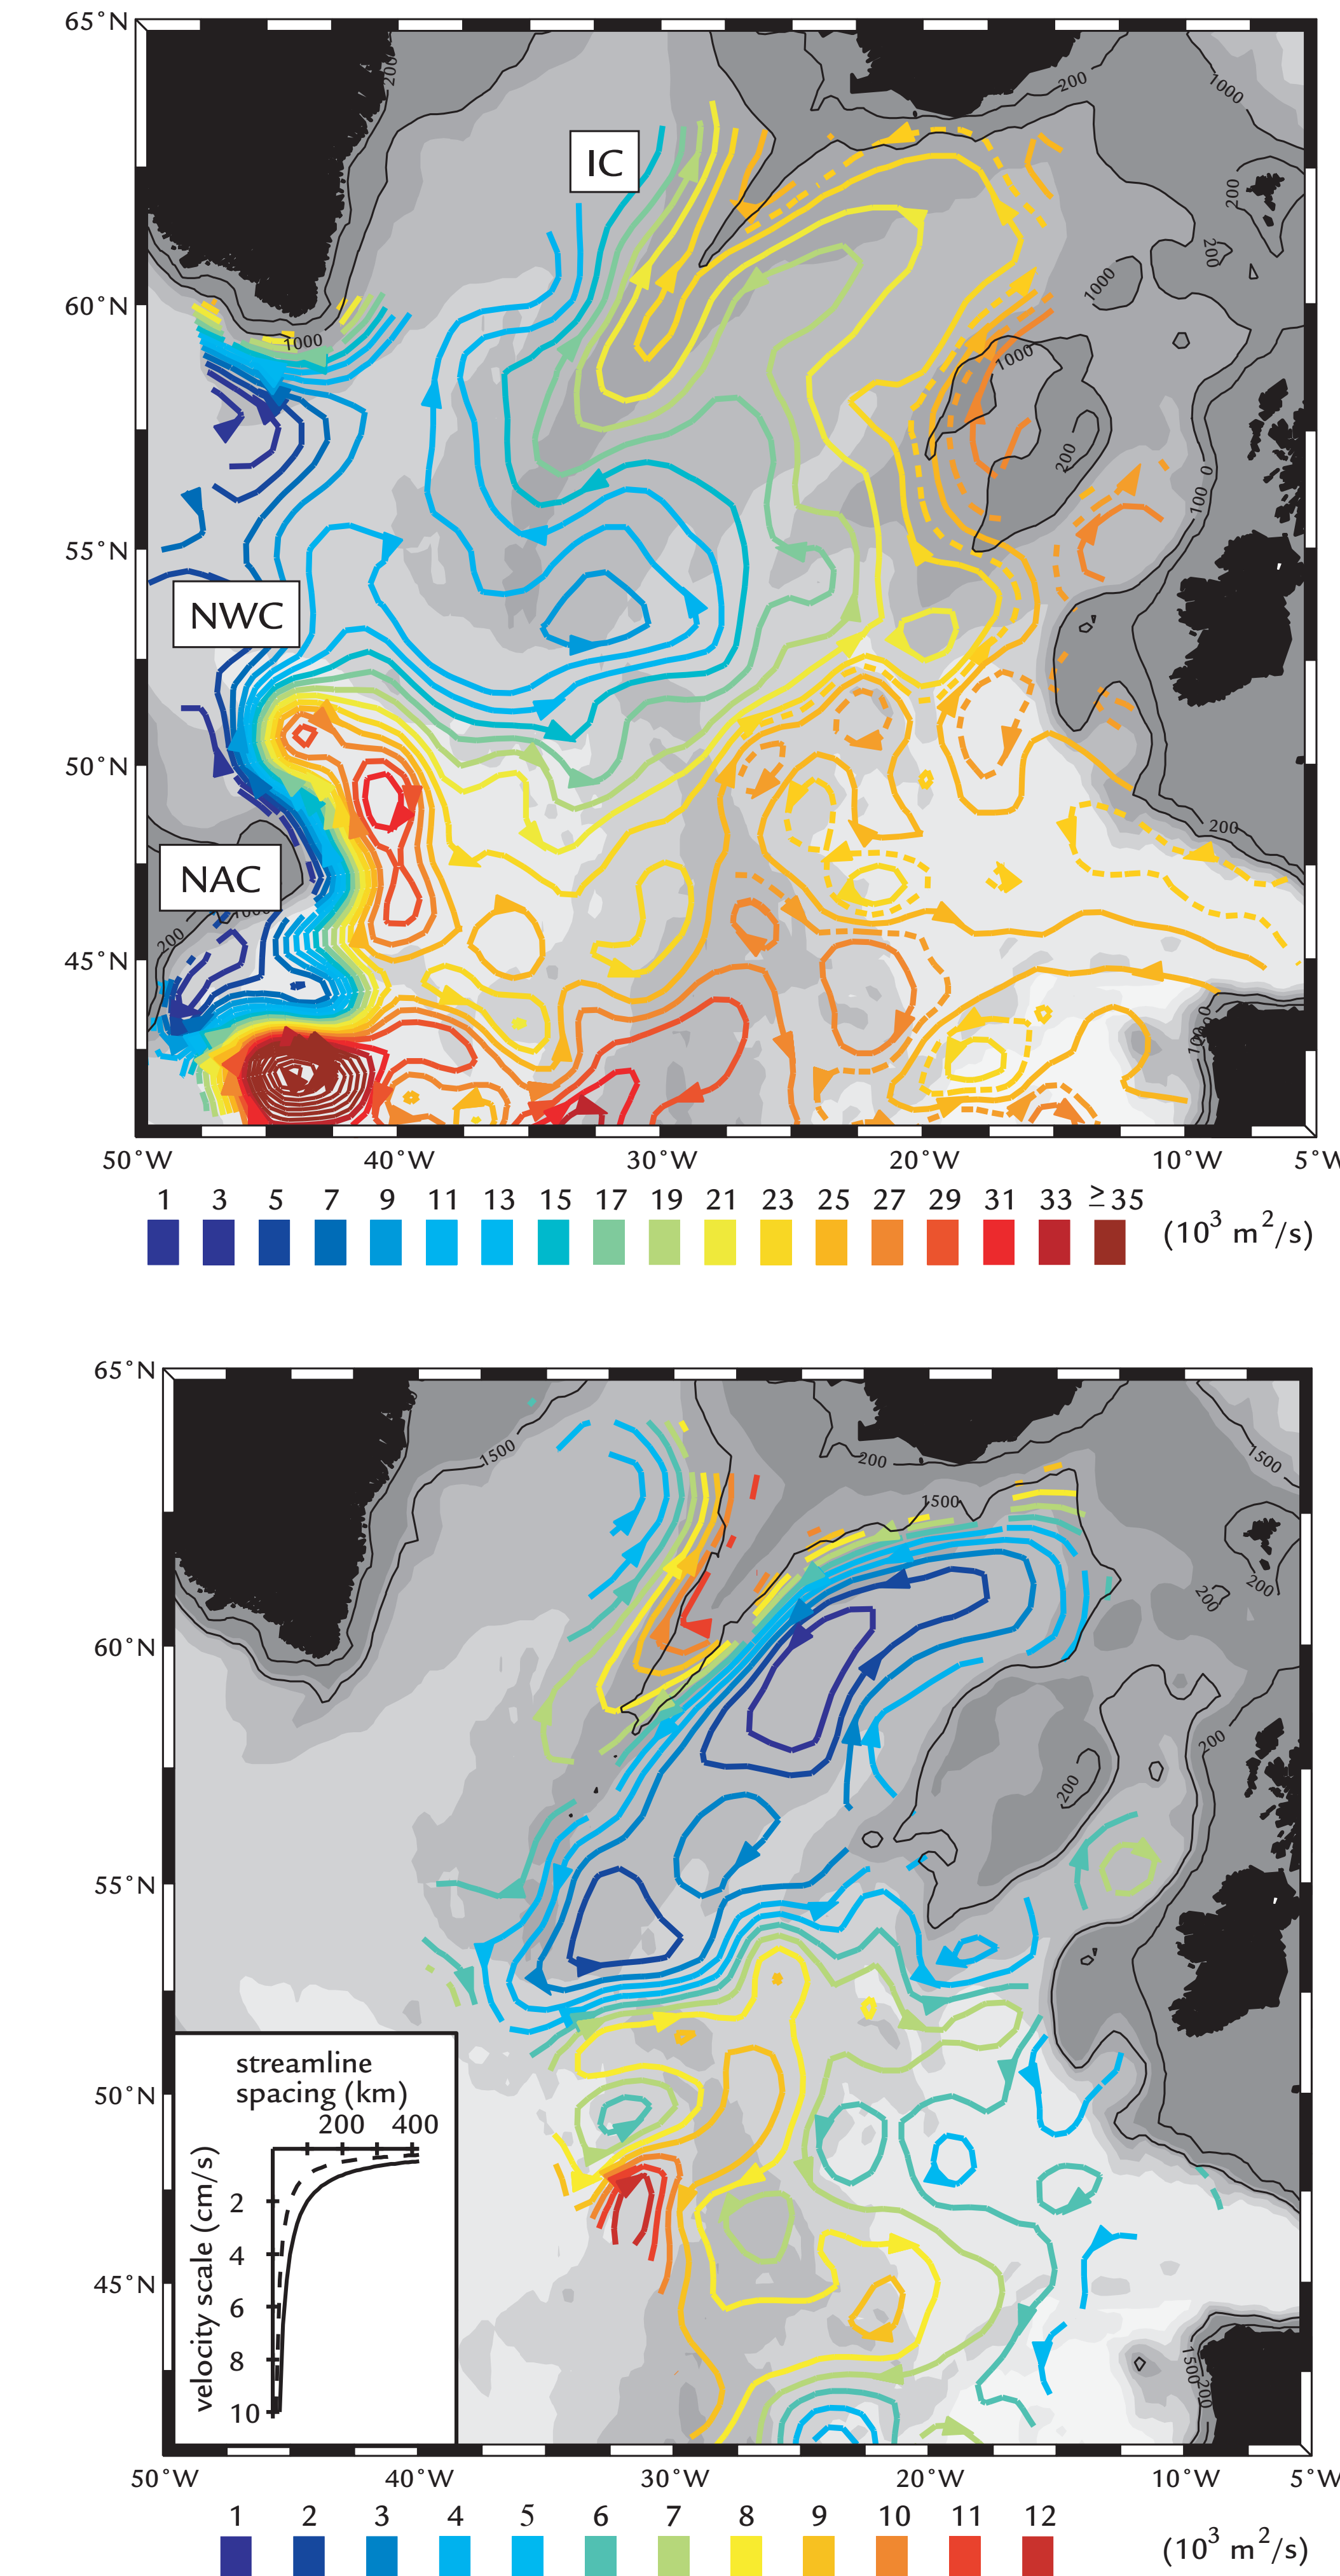 65°N
200
200
1000
IC
200
200
1000
60°N
1000
1000
200
0
100
55°N
NWC
50°N
200
NAC
1000
200
45°N
50°W 40°W 30°W 20°W 10°W 5°W
1 3 5 7 9 11 13 15 17 19 21 23 25 27 29 31 33 ≥35
(10³ m²/s)
65°N
1500
200
1500
1500
200
200
60°N
200
200
55°N
streamline
spacing (km)
50°N
200 400
velocity scale (cm/s)
2
4
45°N
6
8
10
1500
200
50°W 40°W 30°W 20°W 10°W 5°W
1 2 3 4 5 6 7 8 9 10 11 12
(10³ m²/s)